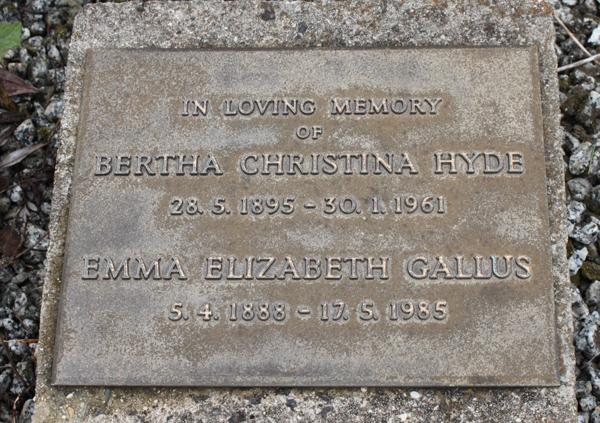 IN LOVING MEMORY
OF
BERTHA CHRISTINA HYDE
28. 5. 1895 - 30. 1. 1961
EMMA ELIZABETH GALLUS
5. 4. 1888 - 17. 5. 1985